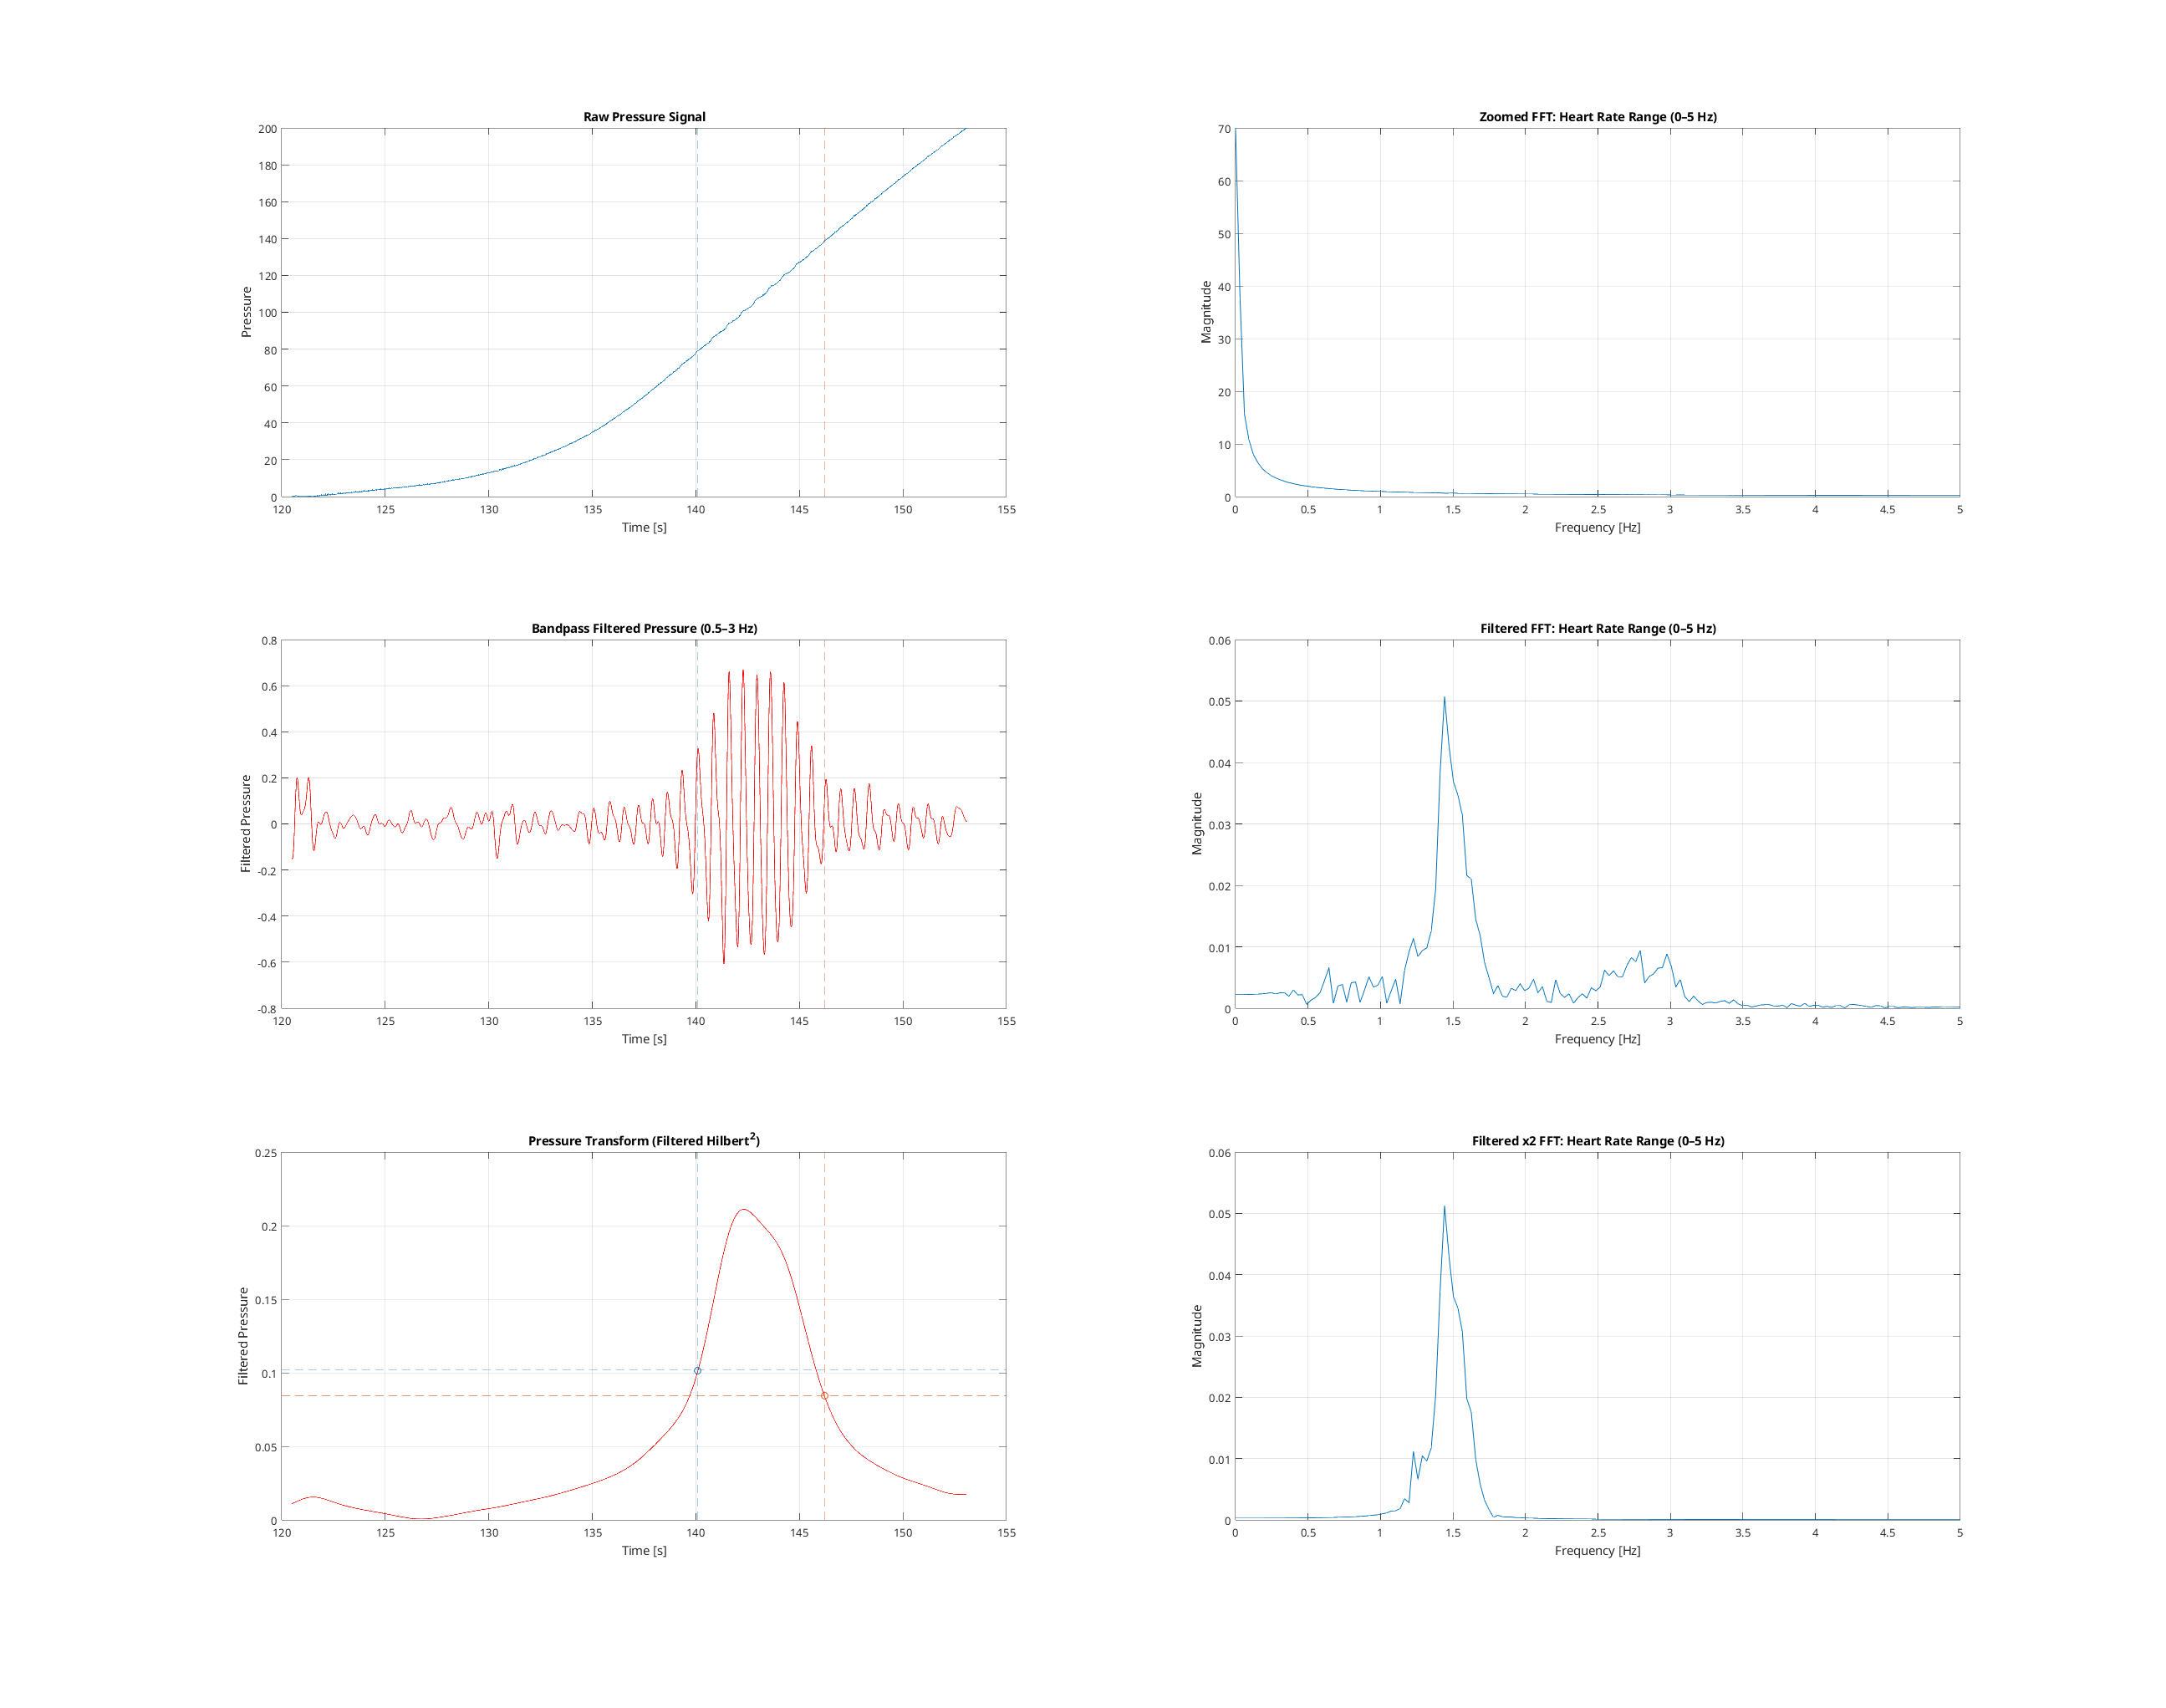 Raw Pressure Signal
200
180
160
140
120
100
80
60
40
20
0
Pressure
120 125 130 135 140 145 150 155
Time [s]
Zoomed FFT: Heart Rate Range (0–5 Hz)
70
60
50
40
30
20
10
0
Magnitude
0 0.5 1 1.5 2 2.5 3 3.5 4 4.5 5
Frequency [Hz]
Bandpass Filtered Pressure (0.5–3 Hz)
0.8
0.6
0.4
0.2
0
-0.2
-0.4
-0.6
-0.8
Filtered Pressure
120 125 130 135 140 145 150 155
Time [s]
Filtered FFT: Heart Rate Range (0–5 Hz)
0.06
0.05
0.04
0.03
0.02
0.01
0
Magnitude
0 0.5 1 1.5 2 2.5 3 3.5 4 4.5 5
Frequency [Hz]
Pressure Transform (Filtered Hilbert²)
0.25
0.2
0.15
0.1
0.05
0
Filtered Pressure
120 125 130 135 140 145 150 155
Time [s]
Filtered x2 FFT: Heart Rate Range (0–5 Hz)
0.06
0.05
0.04
0.03
0.02
0.01
0
Magnitude
0 0.5 1 1.5 2 2.5 3 3.5 4 4.5 5
Frequency [Hz]